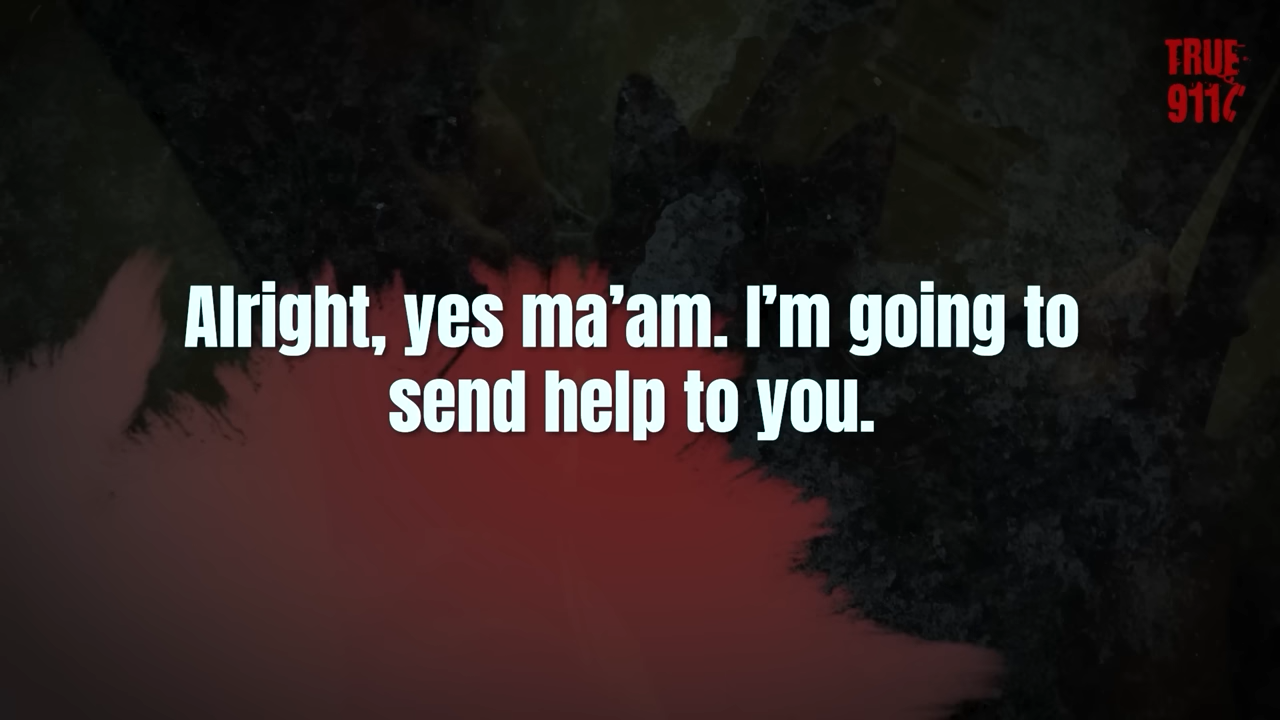 TRUE
911
Alright, yes ma’am. I’m going to
send help to you.